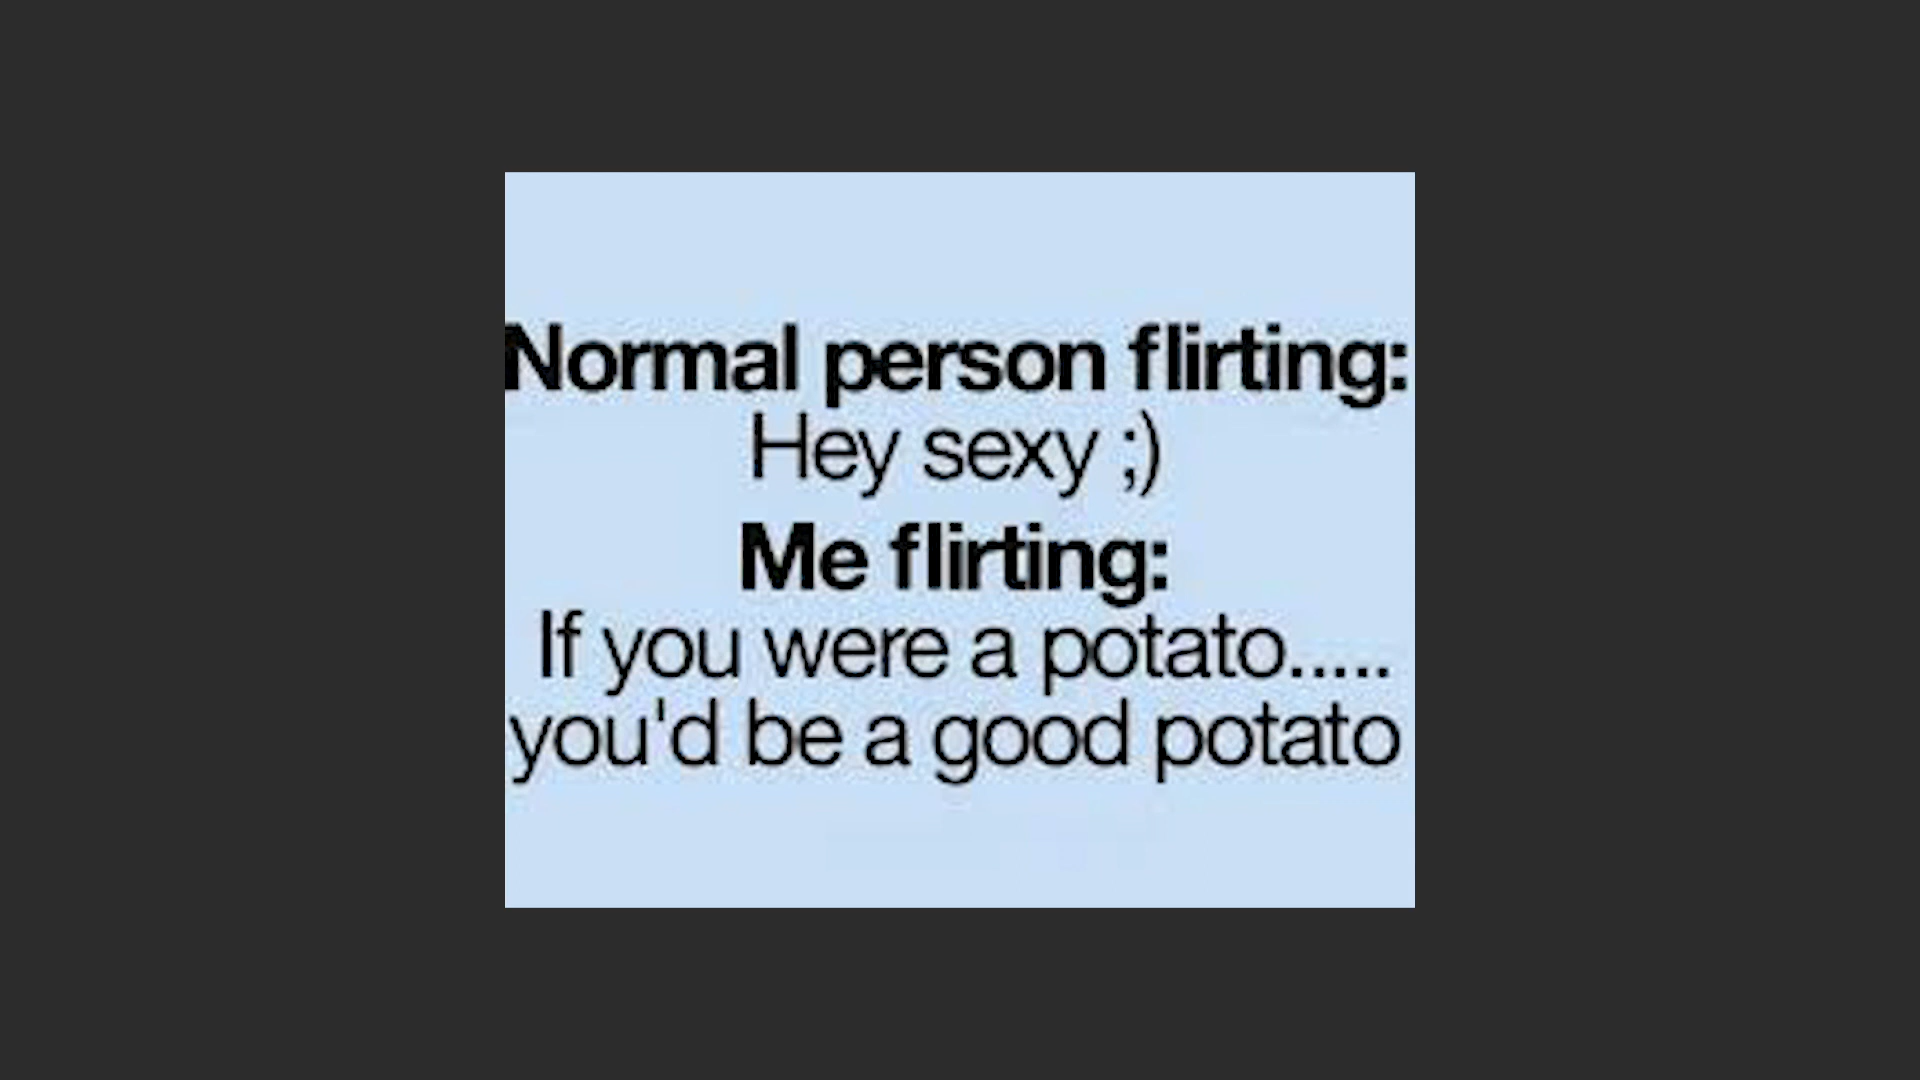 Normal person flirting:
Hey sexy ;)
Me flirting:
If you were a potato.....
you'd be a good potato